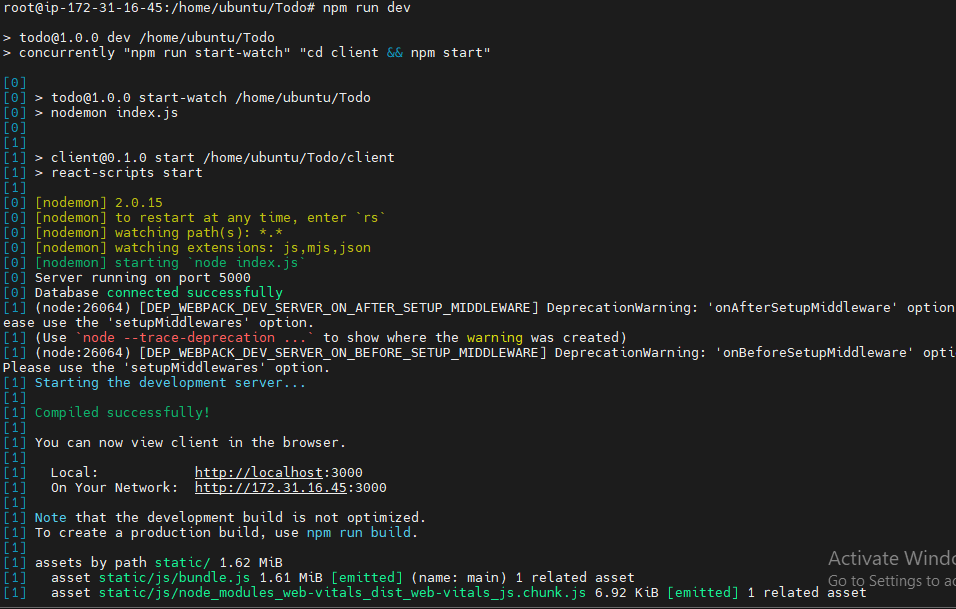 root@ip-172-31-16-45:/home/ubuntu/Todo# npm run dev
> todo@1.0.0 dev /home/ubuntu/Todo
> concurrently "npm run start-watch" "cd client && npm start"
[0]
[0] > todo@1.0.0 start-watch /home/ubuntu/Todo
[0] > nodemon index.js
[0]
[1]
[1] > client@0.1.0 start /home/ubuntu/Todo/client
[1] > react-scripts start
[1]
[0] [nodemon] 2.0.15
[0] [nodemon] to restart at any time, enter `rs`
[0] [nodemon] watching path(s): *.*
[0] [nodemon] watching extensions: js,mjs,json
[0] [nodemon] starting `node index.js`
[0] Server running on port 5000
[0] Database connected successfully
[1] (node:26064) [DEP_WEBPACK_DEV_SERVER_ON_AFTER_SETUP_MIDDLEWARE] DeprecationWarning: 'onAfterSetupMiddleware' option
ease use the 'setupMiddlewares' option.
[1] (Use `node --trace-deprecation ...` to show where the warning was created)
[1] (node:26064) [DEP_WEBPACK_DEV_SERVER_ON_BEFORE_SETUP_MIDDLEWARE] DeprecationWarning: 'onBeforeSetupMiddleware' opti
Please use the 'setupMiddlewares' option.
[1] Starting the development server...
[1]
[1] Compiled successfully!
[1]
[1] You can now view client in the browser.
[1]
[1]   Local:            http://localhost:3000
[1]   On Your Network:  http://172.31.16.45:3000
[1]
[1] Note that the development build is not optimized.
[1] To create a production build, use npm run build.
[1]
[1] assets by path static/ 1.62 MiB
[1]   asset static/js/bundle.js 1.61 MiB [emitted] (name: main) 1 related asset
[1]   asset static/js/node_modules_web-vitals_dist_web-vitals_js.chunk.js 6.92 KiB [emitted] 1 related asset
Activate Windo
Go to Settings to ac